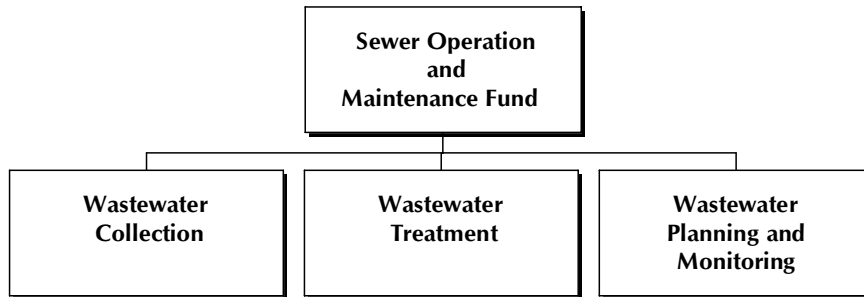 Sewer Operation
and
Maintenance Fund
Wastewater
Collection
Wastewater
Treatment
Wastewater
Planning and
Monitoring